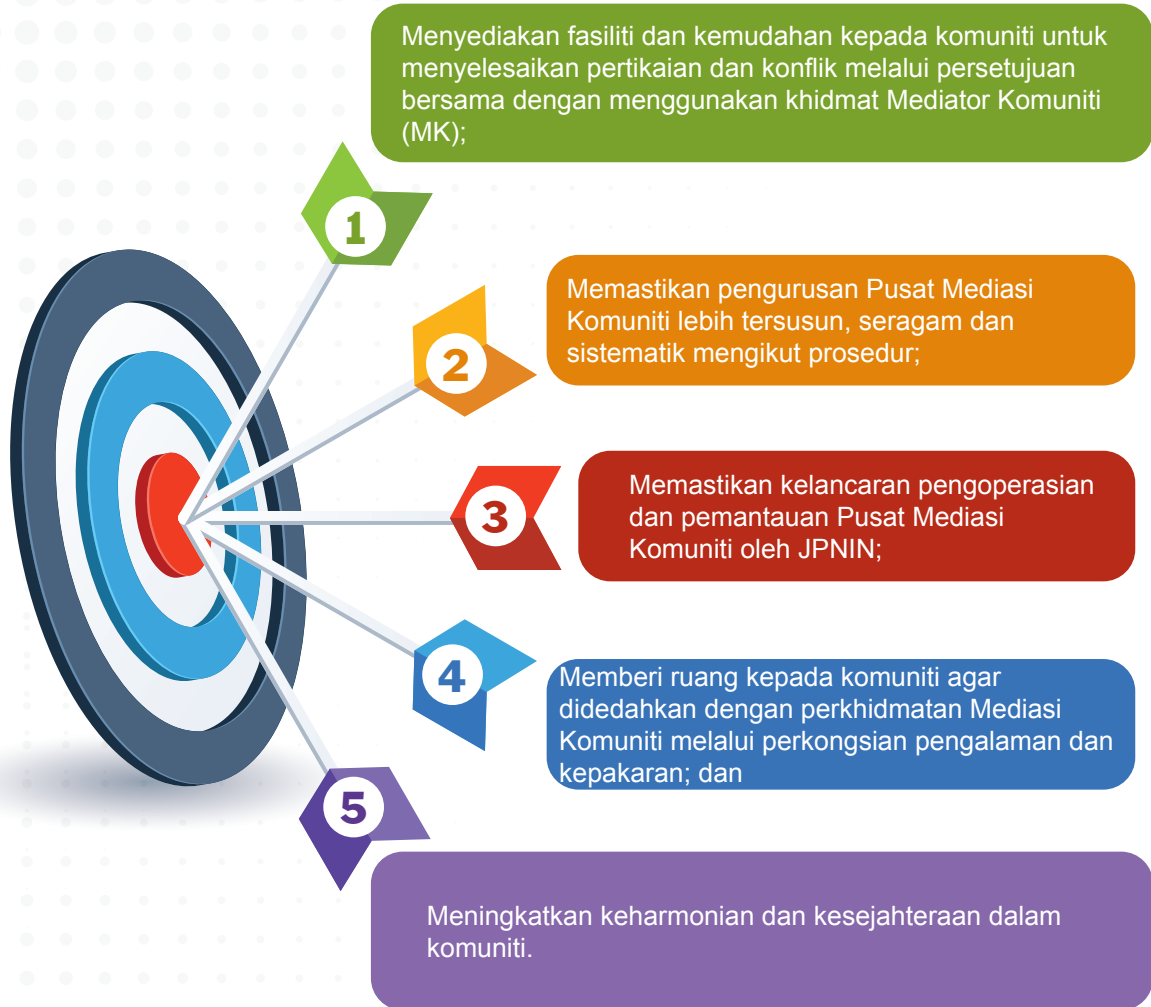 Menyediakan fasiliti dan kemudahan kepada komuniti untuk
menyelesaikan pertikaian dan konflik melalui persetujuan
bersama dengan menggunakan khidmat Mediator Komuniti
(MK);
1
Memastikan pengurusan Pusat Mediasi
Komuniti lebih tersusun, seragam dan
sistematik mengikut prosedur;
2
Memastikan kelancaran pengoperasian
dan pemantauan Pusat Mediasi
Komuniti oleh JPNIN;
3
Memberi ruang kepada komuniti agar
didedahkan dengan perkhidmatan Mediasi
Komuniti melalui perkongsian pengalaman dan
kepakaran; dan
4
5
Meningkatkan keharmonian dan kesejahteraan dalam
komuniti.